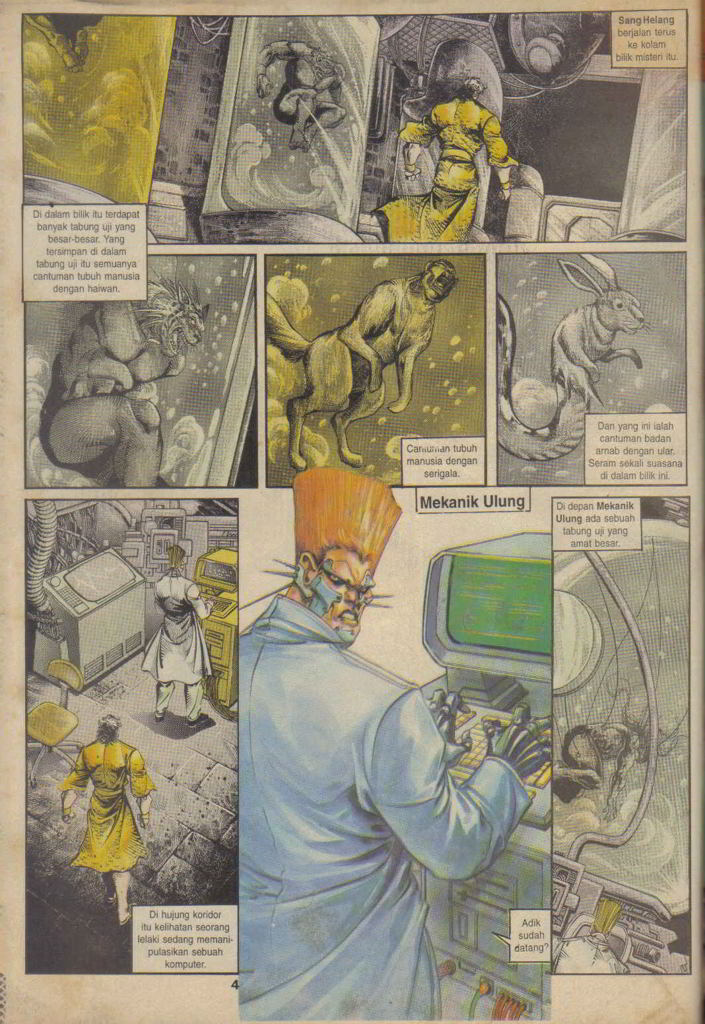 Sang Helang
berjalan terus
ke kolam
bilik misteri itu.
Di dalam bilik itu terdapat
banyak tabung uji yang
besar-besar. Yang
tersimpan di dalam
tabung uji itu semuanya
cantuman tubuh manusia
dengan haiwan.
Cantuman tubuh
manusia dengan
serigala.
Dan yang ini ialah
cantuman badan
arnab dengan ular.
Seram sekali suasana
di dalam bilik ini.
Di hujung koridor
itu kelihatan seorang
lelaki sedang memani-
pulasikan sebuah
komputer.
Mekanik Ulung
Adik
sudah
datang?
Di depan Mekanik
Ulung ada sebuah
tabung uji yang
amat besar.
4